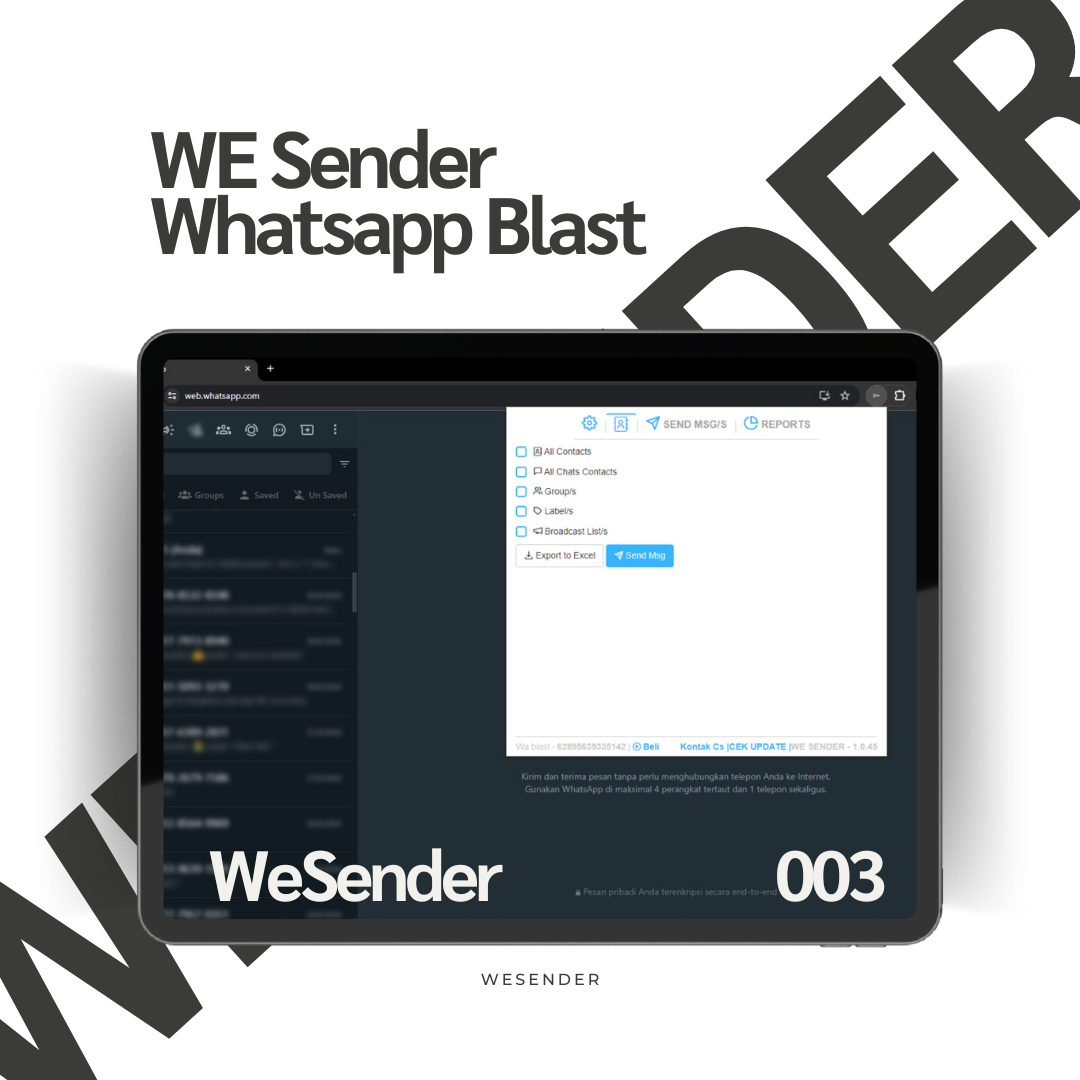 WE Sender
Whatsapp Blast
DER
web.whatsapp.com
SEND MSG/S
REPORTS
All Contacts
All Chats Contacts
Group/s
Label/s
Broadcast List/s
Export to Excel
Send Msg
Groups
Saved
Un Saved
Wa blast - 62895638335142 | Beli
Kontak Cs |CEK UPDATE |WE SENDER - 1.0.45
Kirim dan terima pesan tanpa perlu menghubungkan telepon Anda ke Internet.
Gunakan WhatsApp di maksimal 4 perangkat tertaut dan 1 telepon sekaligus.
Pesan pribadi Anda terenkripsi secara end-to-end
WeSender
003
WE
WESENDER